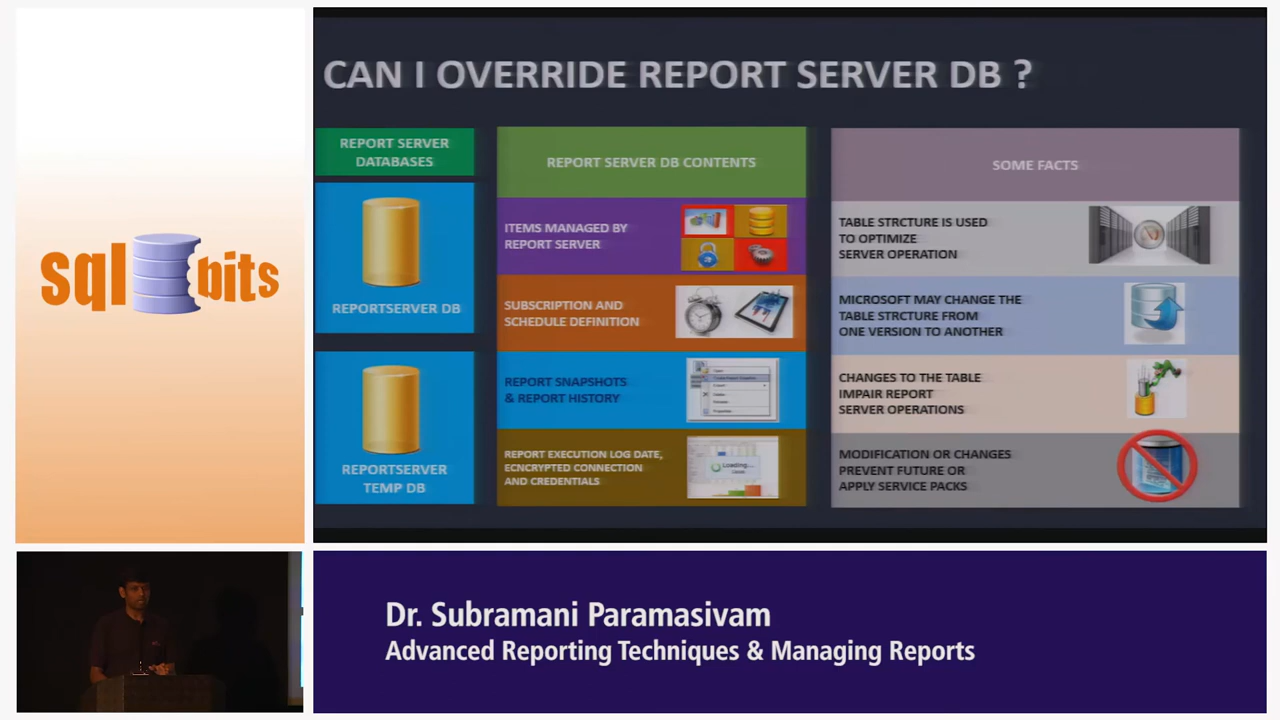 sql bits
CAN I OVERRIDE REPORT SERVER DB ?
REPORT SERVER
DATABASES
REPORTSERVER DB
REPORTSERVER
TEMP DB
REPORT SERVER DB CONTENTS
ITEMS MANAGED BY
REPORT SERVER
SUBSCRIPTION AND
SCHEDULE DEFINITION
REPORT SNAPSHOTS
& REPORT HISTORY
REPORT EXECUTION LOG DATE,
ECNCRYPTED CONNECTION
AND CREDENTIALS
Loading...
SOME FACTS
TABLE STRCTURE IS USED
TO OPTIMIZE
SERVER OPERATION
MICROSOFT MAY CHANGE THE
TABLE STRCTURE FROM
ONE VERSION TO ANOTHER
CHANGES TO THE TABLE
IMPAIR REPORT
SERVER OPERATIONS
MODIFICATION OR CHANGES
PREVENT FUTURE OR
APPLY SERVICE PACKS
Dr. Subramani Paramasivam
Advanced Reporting Techniques & Managing Reports